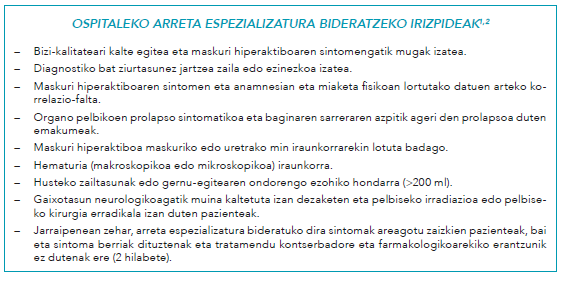 OSPITALEKO ARRETA ESPEZIALIZATURA BIDERATZEKO IRIZPIDEAK1,2
– Bizi-kalitateari kalte egitea eta maskuri hiperaktiboaren sintomengatik mugak izatea.
– Diagnostiko bat ziurtasunez jartzea zaila edo ezinezkoa izatea.
– Maskuri hiperaktiboaren sintomen eta anamnesian eta miaketa fisikoan lortutako datuen arteko ko-
rrelazio-falta.
– Organo pelbikoen prolapso sintomatikoa eta baginaren sarreraren azpitik ageri den prolapsoa duten
emakumeak.
– Maskuri hiperaktiboa maskuriko edo uretrako min iraunkorrarekin lotuta badago.
– Hematuria (makroskopikoa edo mikroskopikoa) iraunkorra.
– Husteko zailtasunak edo gernu-egitearen ondorengo ezohiko hondarra (>200 ml).
– Gaixotasun neurologikoagatik muina kaltetuta izan dezaketen eta pelbiseko irradiazioa edo pelbise-
ko kirurgia erradikala izan duten pazienteak.
– Jarraipenean zehar, arreta espezializatura bideratuko dira sintomak areagotu zaizkien pazienteak, bai
eta sintoma berriak dituztenak eta tratamendu kontserbadore eta farmakologikoarekiko erantzunik
ez dutenak ere (2 hilabete).